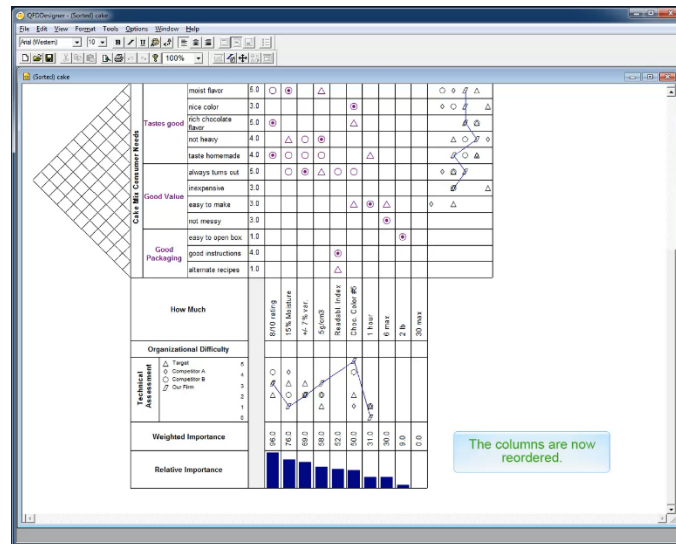 QFDDesigner - (Sorted) cake
File Edit View Format Tools Options Window Help
Arial (Western) 10 B I U
100%
(Sorted) cake
Cake Mix Consumer Needs
Tastes good
moist flavor 5.0
nice color 3.0
rich chocolate flavor 5.0
not heavy 4.0
taste homemade 4.0
Good Value
always turns out 5.0
inexpensive 3.0
easy to make 3.0
not messy 3.0
Good Packaging
easy to open box 1.0
good instructions 4.0
alternate recipes 1.0
How Much
8/10 rating
15% Moisture
+/- 7% var.
5g/cm3
Readabl. Index
Choc. Color #5
1 hour
6 max
2 lb
30 max
Organizational Difficulty
Technical Assessment
Target 5
Competitor A 4
Competitor B 3
Our Firm 2
1
0
Weighted Importance 96.0 76.0 69.0 58.0 52.0 50.0 31.0 30.0 9.0 0.0
Relative Importance
The columns are now
reordered.